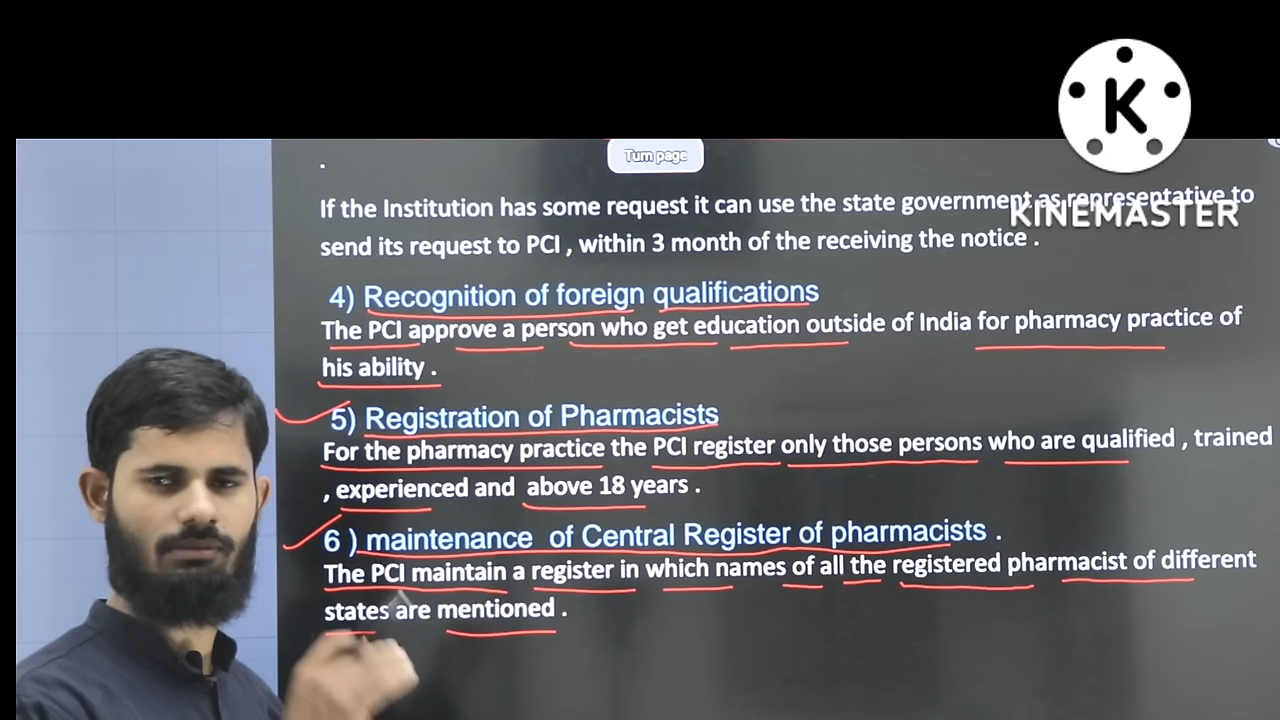 K
KINEMASTER
Turn page
.
If the Institution has some request it can use the state government as representative to
send its request to PCI , within 3 month of the receiving the notice .
4) Recognition of foreign qualifications
The PCI approve a person who get education outside of India for pharmacy practice of
his ability .
5) Registration of Pharmacists
For the pharmacy practice the PCI register only those persons who are qualified , trained
, experienced and above 18 years .
6 ) maintenance of Central Register of pharmacists .
The PCI maintain a register in which names of all the registered pharmacist of different
states are mentioned .